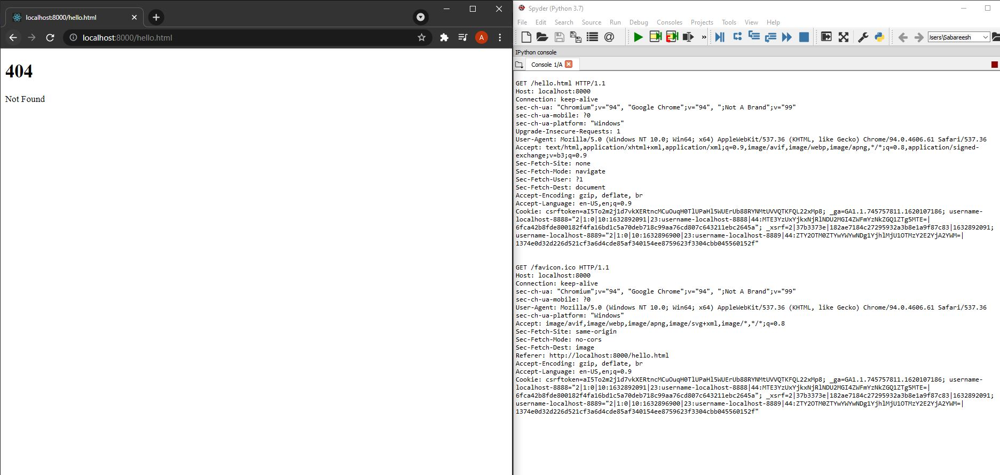 localhost:8000/hello.html
localhost:8000/hello.html
A
404
Not Found
Spyder (Python 3.7)
File Edit Search Source Run Debug Consoles Projects Tools View Help
@
»
Jsers\Sabareesh
IPython console
Console 1/A
GET /hello.html HTTP/1.1
Host: localhost:8000
Connection: keep-alive
sec-ch-ua: "Chromium";v="94", "Google Chrome";v="94", ";Not A Brand";v="99"
sec-ch-ua-mobile: ?0
sec-ch-ua-platform: "Windows"
Upgrade-Insecure-Requests: 1
User-Agent: Mozilla/5.0 (Windows NT 10.0; Win64; x64) AppleWebKit/537.36 (KHTML, like Gecko) Chrome/94.0.4606.61 Safari/537.36
Accept: text/html,application/xhtml+xml,application/xml;q=0.9,image/avif,image/webp,image/apng,*/*;q=0.8,application/signed-
exchange;v=b3;q=0.9
Sec-Fetch-Site: none
Sec-Fetch-Mode: navigate
Sec-Fetch-User: ?1
Sec-Fetch-Dest: document
Accept-Encoding: gzip, deflate, br
Accept-Language: en-US,en;q=0.9
Cookie: csrftoken=aI5To2m2j1d7vkXERtncMCuOuqH0TlUPaHl5WUErUb88RYNMtUVVQTKFQL22xMp8; _ga=GA1.1.745757811.1620107186; username-
localhost-8888="2|1:0|10:1632892091|23:username-localhost-8888|44:MTE3YzUxYjkxNjRlNDU2MGI4ZWFmYzNkZGQ1ZTg5MTE=|
6fca42b8fde800182f4fa16bd1c5a70deb718c99aa76cd807c643211ebc2645a"; _xsrf=2|37b3373e|182ae7184c27295932a3b8e1a9f87c83|1632892091;
username-localhost-8889="2|1:0|10:1632896900|23:username-localhost-8889|44:ZTY2OTM0ZTYwYWYwNDg1YjhlMjU1OTMzY2E2YjA2YWM=|
1374e0d32d226d521cf3a6d4cde85af340154ee8759623f3304cbb045560152f"
GET /favicon.ico HTTP/1.1
Host: localhost:8000
Connection: keep-alive
sec-ch-ua: "Chromium";v="94", "Google Chrome";v="94", ";Not A Brand";v="99"
sec-ch-ua-mobile: ?0
User-Agent: Mozilla/5.0 (Windows NT 10.0; Win64; x64) AppleWebKit/537.36 (KHTML, like Gecko) Chrome/94.0.4606.61 Safari/537.36
sec-ch-ua-platform: "Windows"
Accept: image/avif,image/webp,image/apng,image/svg+xml,image/*,*/*;q=0.8
Sec-Fetch-Site: same-origin
Sec-Fetch-Mode: no-cors
Sec-Fetch-Dest: image
Referer: http://localhost:8000/hello.html
Accept-Encoding: gzip, deflate, br
Accept-Language: en-US,en;q=0.9
Cookie: csrftoken=aI5To2m2j1d7vkXERtncMCuOuqH0TlUPaHl5WUErUb88RYNMtUVVQTKFQL22xMp8; _ga=GA1.1.745757811.1620107186; username-
localhost-8888="2|1:0|10:1632892091|23:username-localhost-8888|44:MTE3YzUxYjkxNjRlNDU2MGI4ZWFmYzNkZGQ1ZTg5MTE=|
6fca42b8fde800182f4fa16bd1c5a70deb718c99aa76cd807c643211ebc2645a"; _xsrf=2|37b3373e|182ae7184c27295932a3b8e1a9f87c83|1632892091;
username-localhost-8889="2|1:0|10:1632896900|23:username-localhost-8889|44:ZTY2OTM0ZTYwYWYwNDg1YjhlMjU1OTMzY2E2YjA2YWM=|
1374e0d32d226d521cf3a6d4cde85af340154ee8759623f3304cbb045560152f"